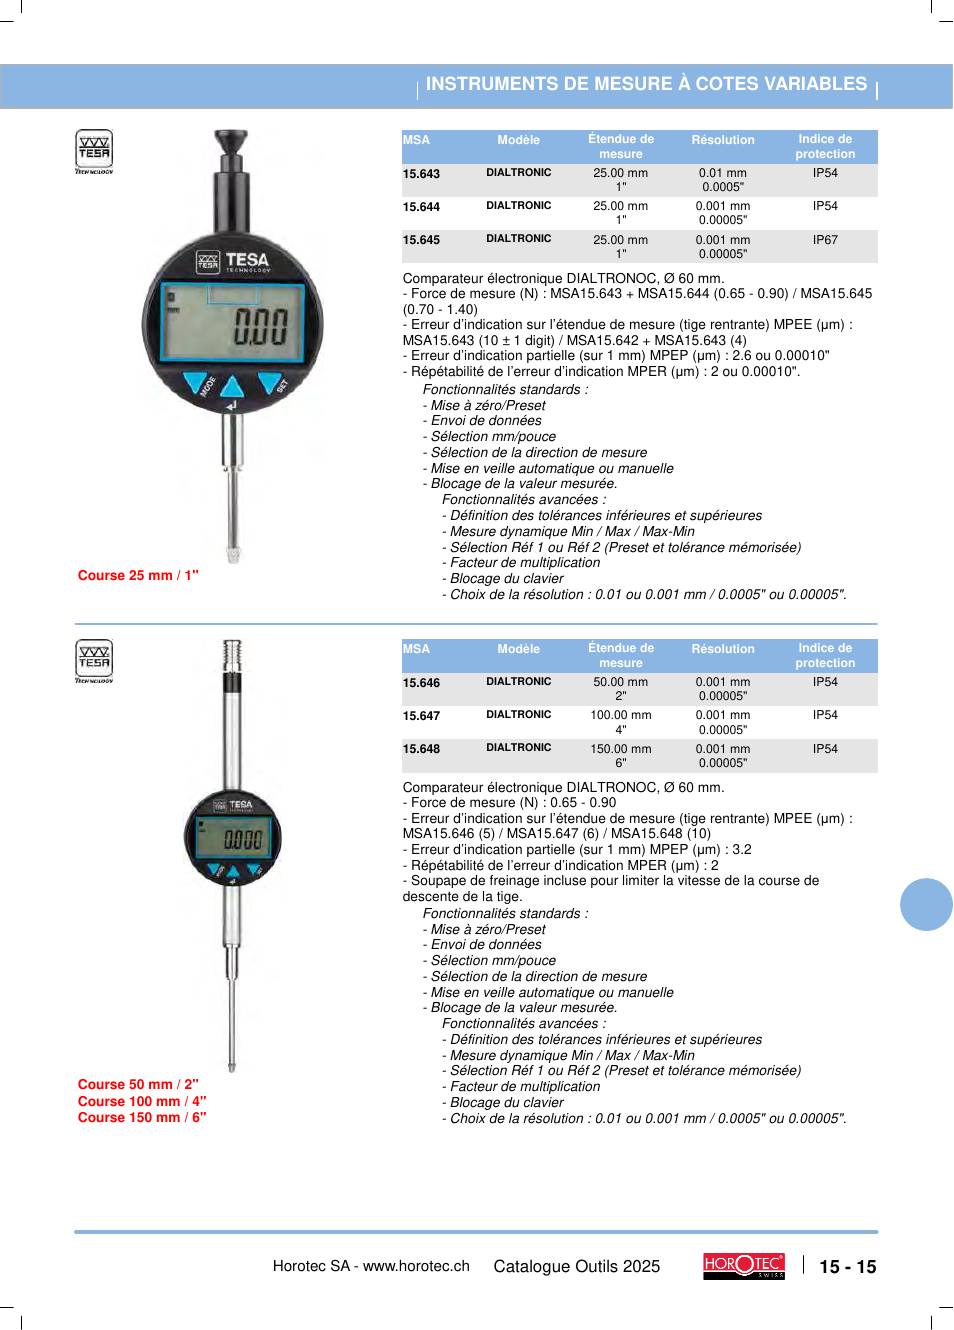 INSTRUMENTS DE MESURE À COTES VARIABLES
TESA
TECHNOLOGY
TESA
TESA
TECHNOLOGY
0.00
MODE
SET
Course 25 mm / 1"
MSA Modèle Étendue de mesure Résolution Indice de protection
15.643 DIALTRONIC 25.00 mm 0.01 mm IP54
1" 0.0005"
15.644 DIALTRONIC 25.00 mm 0.001 mm IP54
1" 0.00005"
15.645 DIALTRONIC 25.00 mm 0.001 mm IP67
1" 0.00005"
Comparateur électronique DIALTRONOC, Ø 60 mm.
- Force de mesure (N) : MSA15.643 + MSA15.644 (0.65 - 0.90) / MSA15.645
(0.70 - 1.40)
- Erreur d'indication sur l'étendue de mesure (tige rentrante) MPEE (µm) :
MSA15.643 (10 ± 1 digit) / MSA15.642 + MSA15.643 (4)
- Erreur d'indication partielle (sur 1 mm) MPEP (µm) : 2.6 ou 0.00010"
- Répétabilité de l'erreur d'indication MPER (µm) : 2 ou 0.00010".
Fonctionnalités standards :
- Mise à zéro/Preset
- Envoi de données
- Sélection mm/pouce
- Sélection de la direction de mesure
- Mise en veille automatique ou manuelle
- Blocage de la valeur mesurée.
Fonctionnalités avancées :
- Définition des tolérances inférieures et supérieures
- Mesure dynamique Min / Max / Max-Min
- Sélection Réf 1 ou Réf 2 (Preset et tolérance mémorisée)
- Facteur de multiplication
- Blocage du clavier
- Choix de la résolution : 0.01 ou 0.001 mm / 0.0005" ou 0.00005".
TESA
TECHNOLOGY
TESA
0.000
Course 50 mm / 2"
Course 100 mm / 4"
Course 150 mm / 6"
MSA Modèle Étendue de mesure Résolution Indice de protection
15.646 DIALTRONIC 50.00 mm 0.001 mm IP54
2" 0.00005"
15.647 DIALTRONIC 100.00 mm 0.001 mm IP54
4" 0.00005"
15.648 DIALTRONIC 150.00 mm 0.001 mm IP54
6" 0.00005"
Comparateur électronique DIALTRONOC, Ø 60 mm.
- Force de mesure (N) : 0.65 - 0.90
- Erreur d'indication sur l'étendue de mesure (tige rentrante) MPEE (µm) :
MSA15.646 (5) / MSA15.647 (6) / MSA15.648 (10)
- Erreur d'indication partielle (sur 1 mm) MPEP (µm) : 3.2
- Répétabilité de l'erreur d'indication MPER (µm) : 2
- Soupape de freinage incluse pour limiter la vitesse de la course de
descente de la tige.
Fonctionnalités standards :
- Mise à zéro/Preset
- Envoi de données
- Sélection mm/pouce
- Sélection de la direction de mesure
- Mise en veille automatique ou manuelle
- Blocage de la valeur mesurée.
Fonctionnalités avancées :
- Définition des tolérances inférieures et supérieures
- Mesure dynamique Min / Max / Max-Min
- Sélection Réf 1 ou Réf 2 (Preset et tolérance mémorisée)
- Facteur de multiplication
- Blocage du clavier
- Choix de la résolution : 0.01 ou 0.001 mm / 0.0005" ou 0.00005".
Horotec SA - www.horotec.ch Catalogue Outils 2025 HOROTEC SWISS 15 - 15